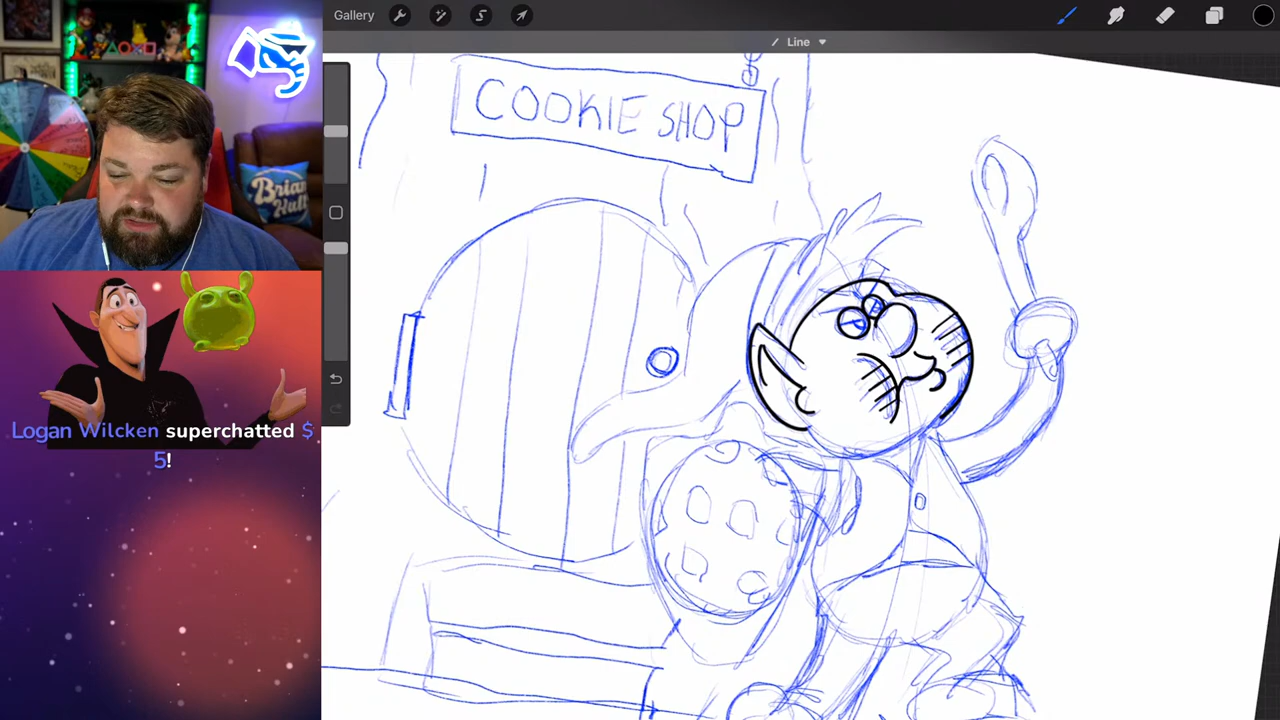 Gallery
Line
COOKIE SHOP
Brian
Hull
Logan Wilcken superchatted $
5!